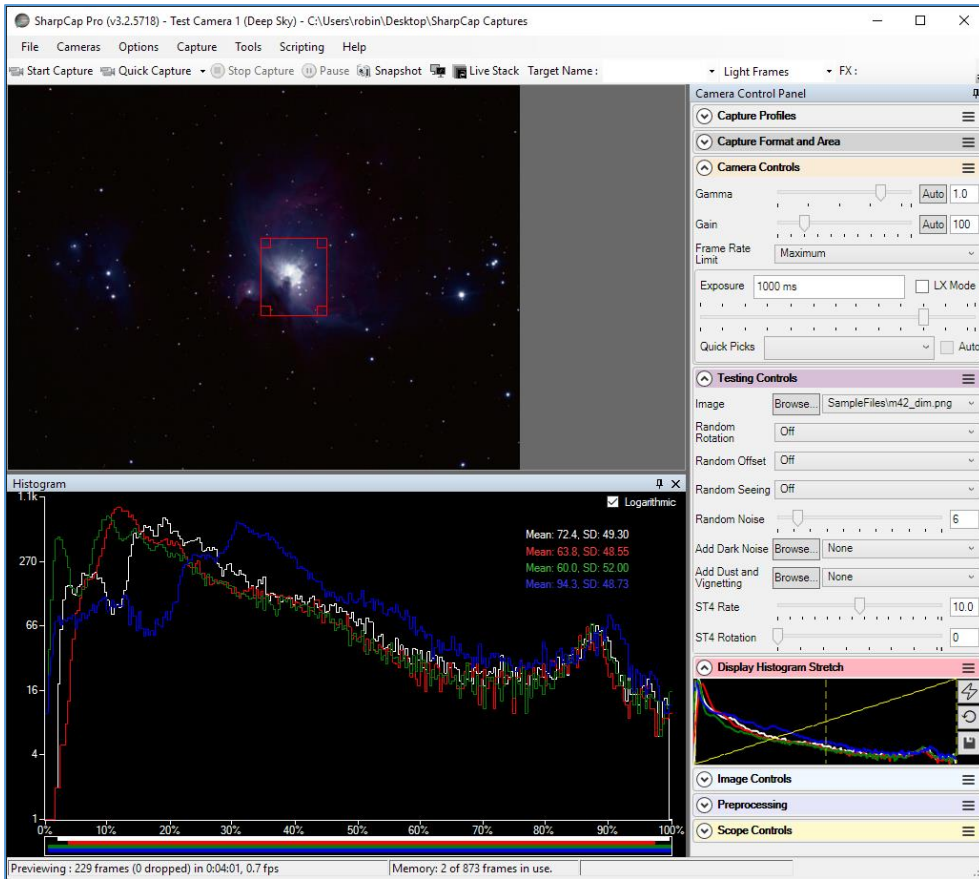 SharpCap Pro (v3.2.5718) - Test Camera 1 (Deep Sky) - C:\Users\robin\Desktop\SharpCap Captures
File Cameras Options Capture Tools Scripting Help
Start Capture Quick Capture Stop Capture Pause Snapshot Live Stack Target Name : Light Frames FX :
Camera Control Panel
Capture Profiles
Capture Format and Area
Camera Controls
Gamma Auto 1.0
Gain Auto 100
Frame Rate
Limit
Maximum
Exposure 1000 ms LX Mode
Quick Picks Auto
Testing Controls
Image Browse... SampleFiles\m42_dim.png
Random
Rotation
Off
Random Offset Off
Random Seeing Off
Random Noise 6
Add Dark Noise Browse... None
Add Dust and
Vignetting
Browse... None
ST4 Rate 10.0
ST4 Rotation 0
Display Histogram Stretch
Image Controls
Preprocessing
Scope Controls
Histogram
Logarithmic
Mean: 72.4, SD: 49.30
Mean: 63.8, SD: 48.55
Mean: 60.0, SD: 52.00
Mean: 94.3, SD: 48.73
1.1k
270
66
16
4
1
0% 10% 20% 30% 40% 50% 60% 70% 80% 90% 100%
Previewing : 229 frames (0 dropped) in 0:04:01, 0.7 fps
Memory: 2 of 873 frames in use.